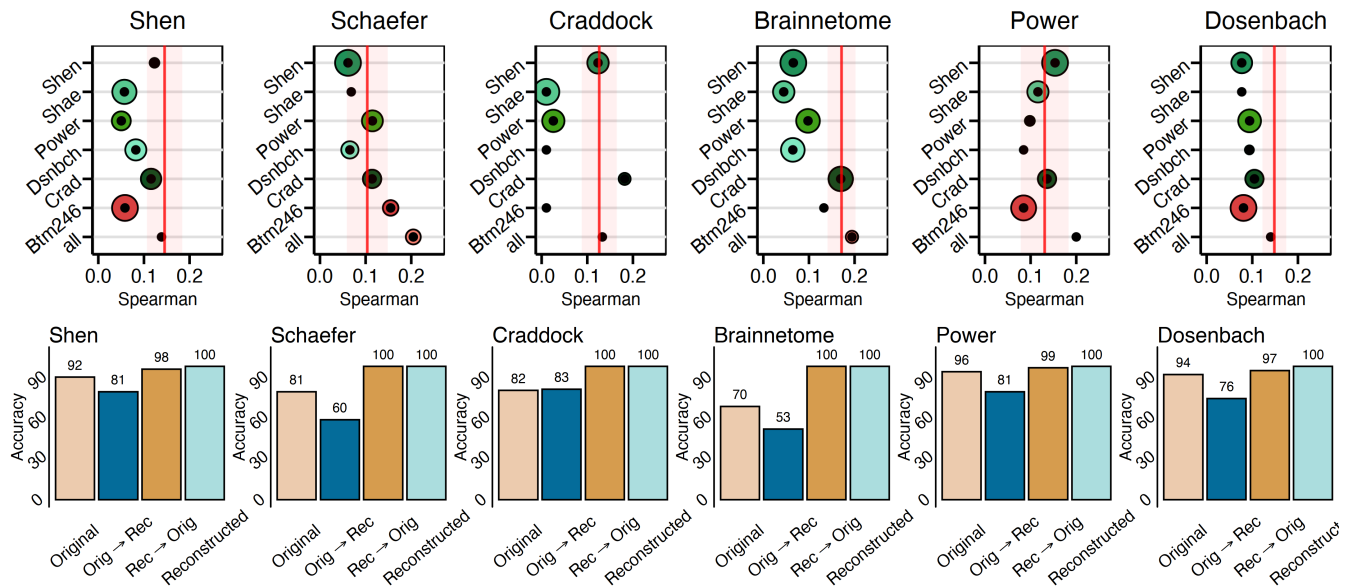 Shen Schaefer Craddock Brainnetome Power Dosenbach
Shen Shen Shen Shen Shen Shen
Shae Shae Shae Shae Shae Shae
Power Power Power Power Power Power
Dsnbch Dsnbch Dsnbch Dsnbch Dsnbch Dsnbch
Crad Crad Crad Crad Crad Crad
Btm246 Btm246 Btm246 Btm246 Btm246 Btm246
all all all all all all
0.0 0.1 0.2 0.0 0.1 0.2 0.0 0.1 0.2 0.0 0.1 0.2 0.0 0.1 0.2 0.0 0.1 0.2
Spearman Spearman Spearman Spearman Spearman Spearman
Shen Schaefer Craddock Brainnetome Power Dosenbach
92 81 98 100 81 60 100 100 82 83 100 100 70 53 100 100 96 81 99 100 94 76 97 100
Accuracy Accuracy Accuracy Accuracy Accuracy Accuracy
90 90 90 90 90 90
60 60 60 60 60 60
30 30 30 30 30 30
0 0 0 0 0 0
Original Orig → Rec Rec → Orig Reconstructed Original Orig → Rec Rec → Orig Reconstructed Original Orig → Rec Rec → Orig Reconstructed Original Orig → Rec Rec → Orig Reconstructed Original Orig → Rec Rec → Orig Reconstructed Original Orig → Rec Rec → Orig Reconstructed